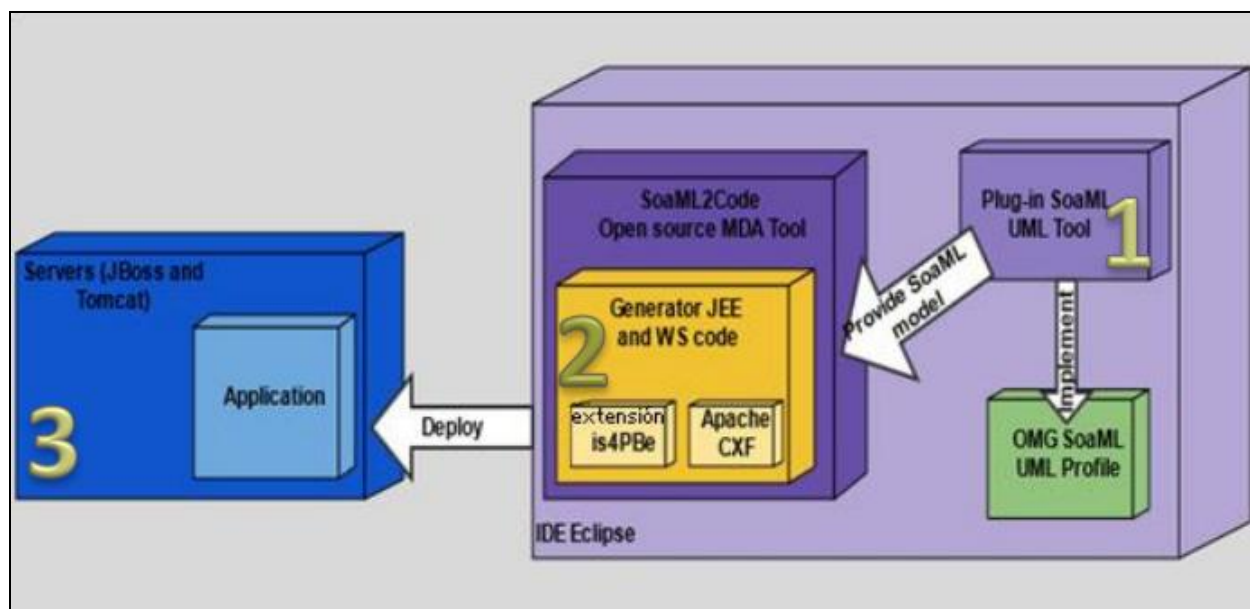 Servers (JBoss and
Tomcat)
Application
3
Deploy
SoaML2Code
Open source MDA Tool
Generator JEE
and WS code
2
extensión
is4PBe
Apache
CXF
IDE Eclipse
Provide SoaML
model
Plug-in SoaML
UML Tool
1
Implement
OMG SoaML
UML Profile